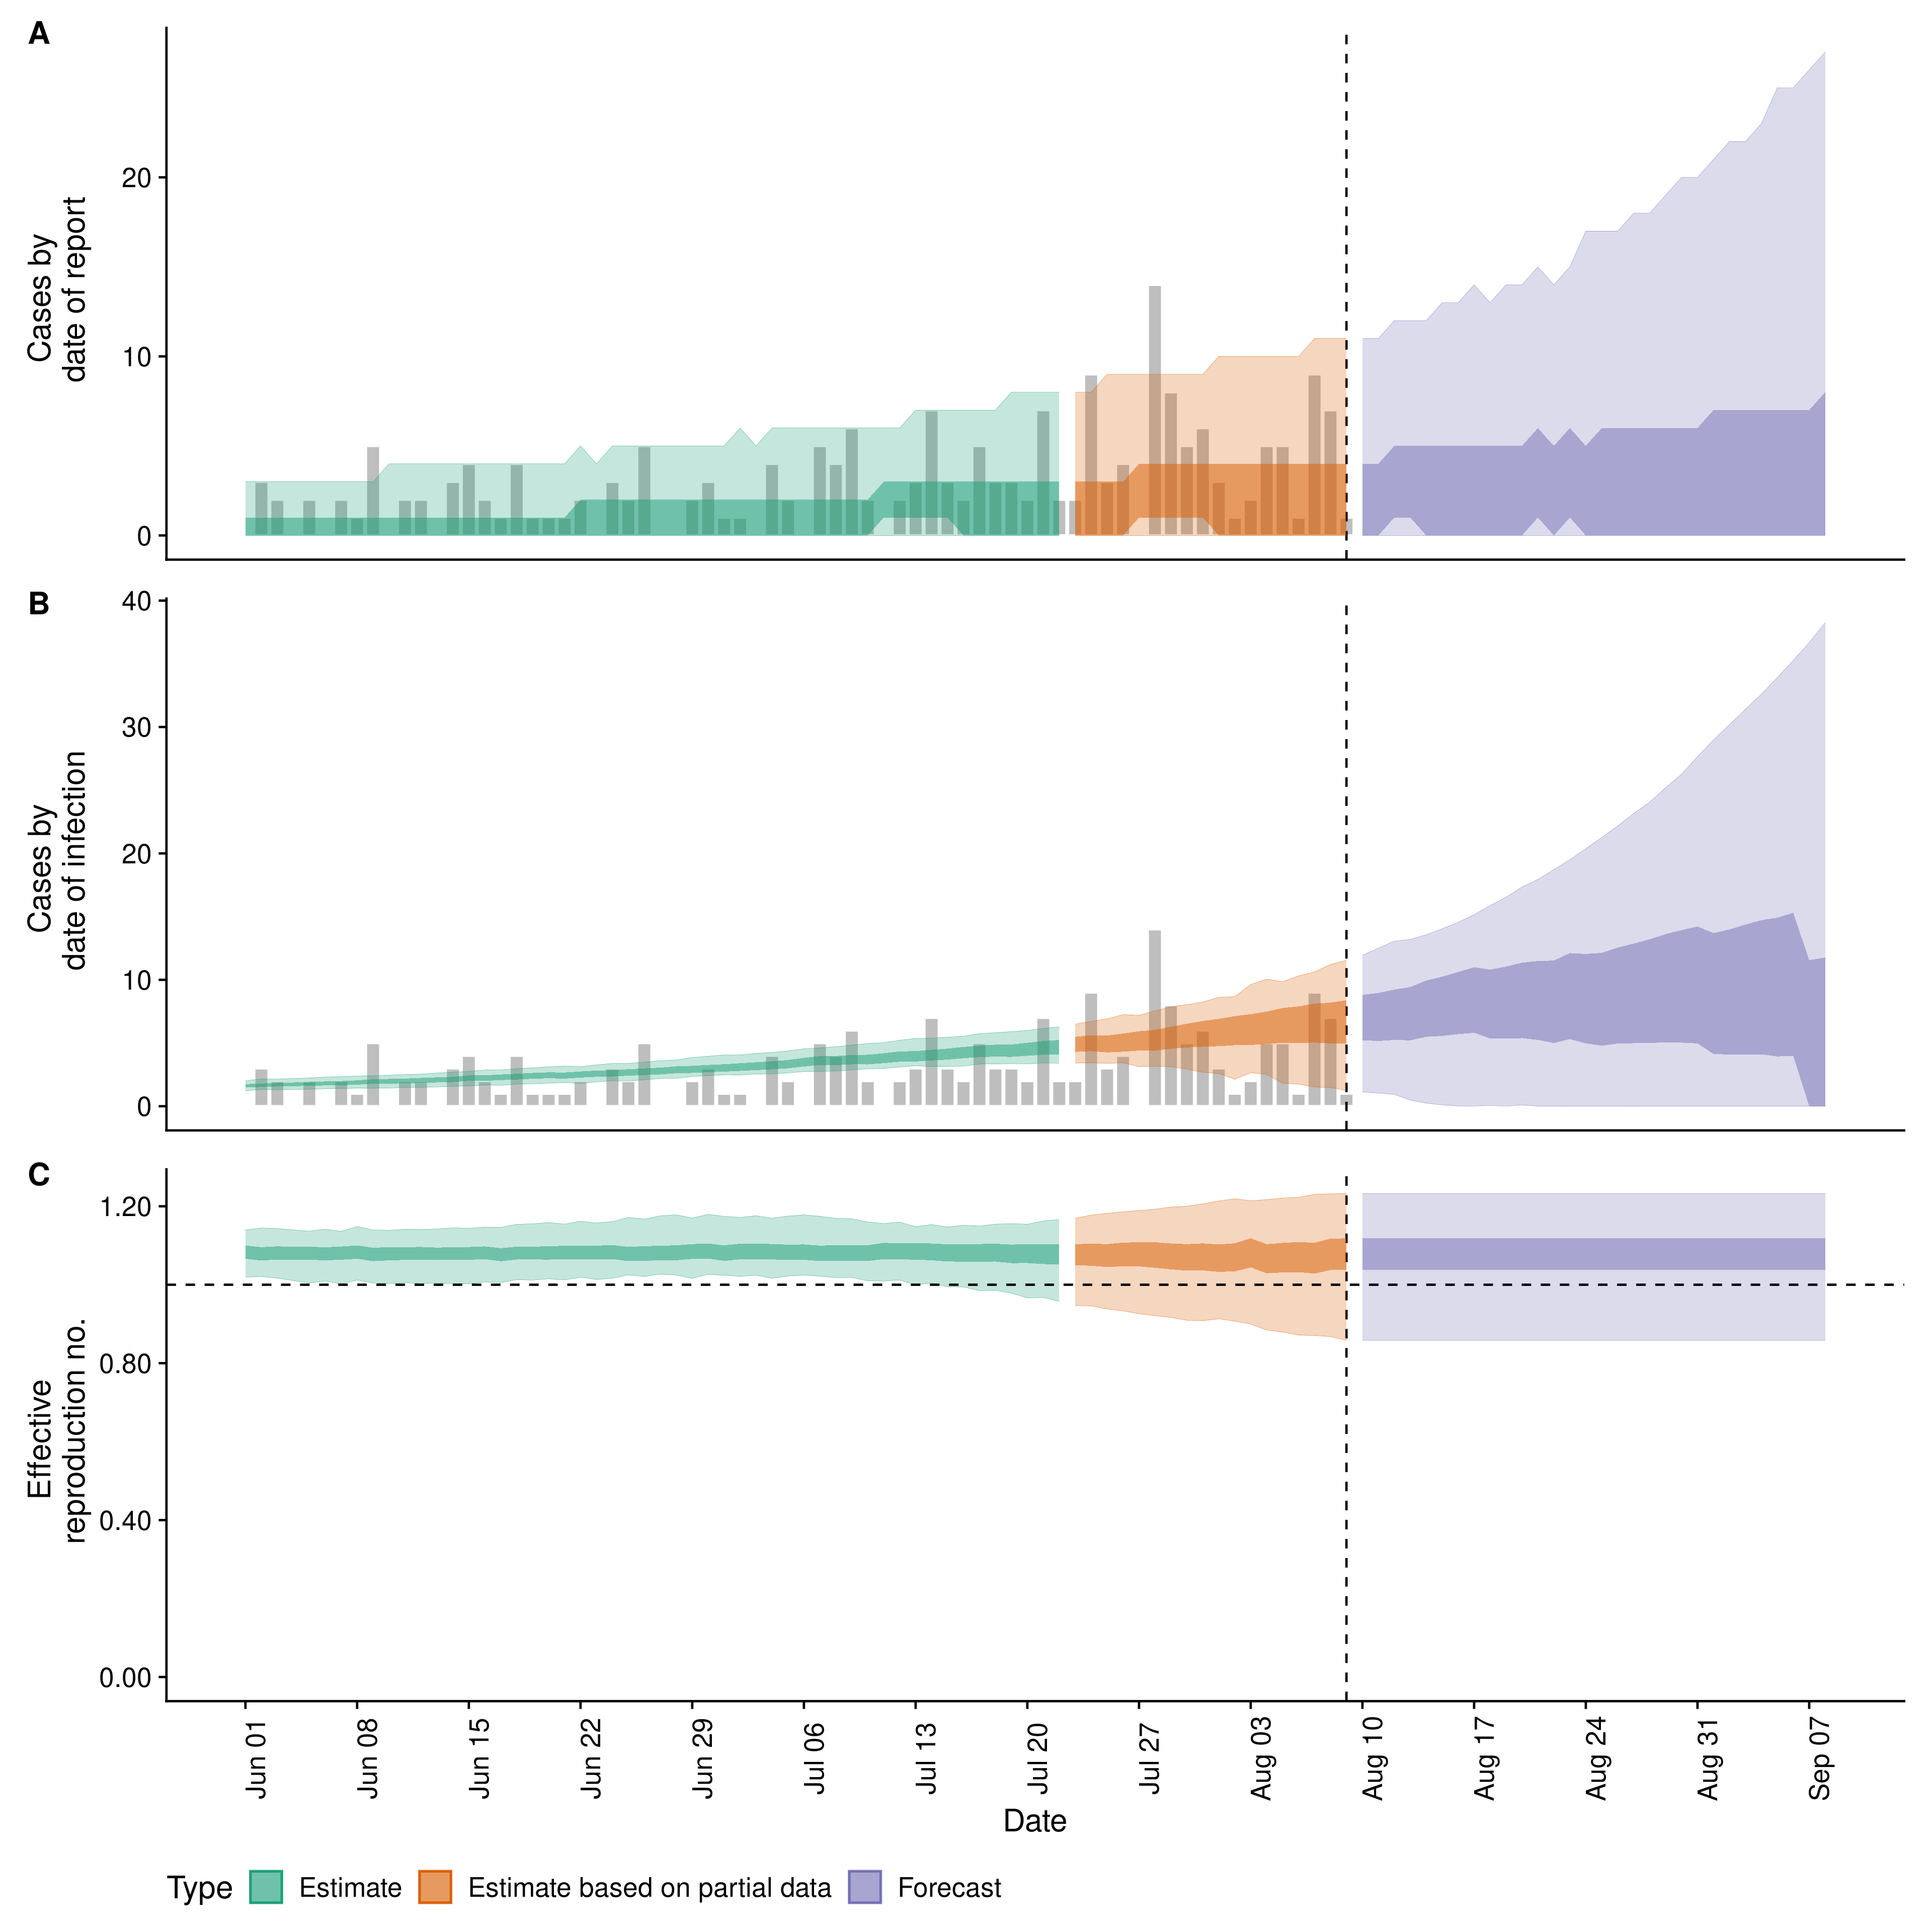 A
Cases by
date of report
20
10
0
B
Cases by
date of infection
40
30
20
10
0
C
Effective
reproduction no.
1.20
0.80
0.40
0.00
Jun 01
Jun 08
Jun 15
Jun 22
Jun 29
Jul 06
Jul 13
Jul 20
Jul 27
Aug 03
Aug 10
Aug 17
Aug 24
Aug 31
Sep 07
Date
Type Estimate Estimate based on partial data Forecast